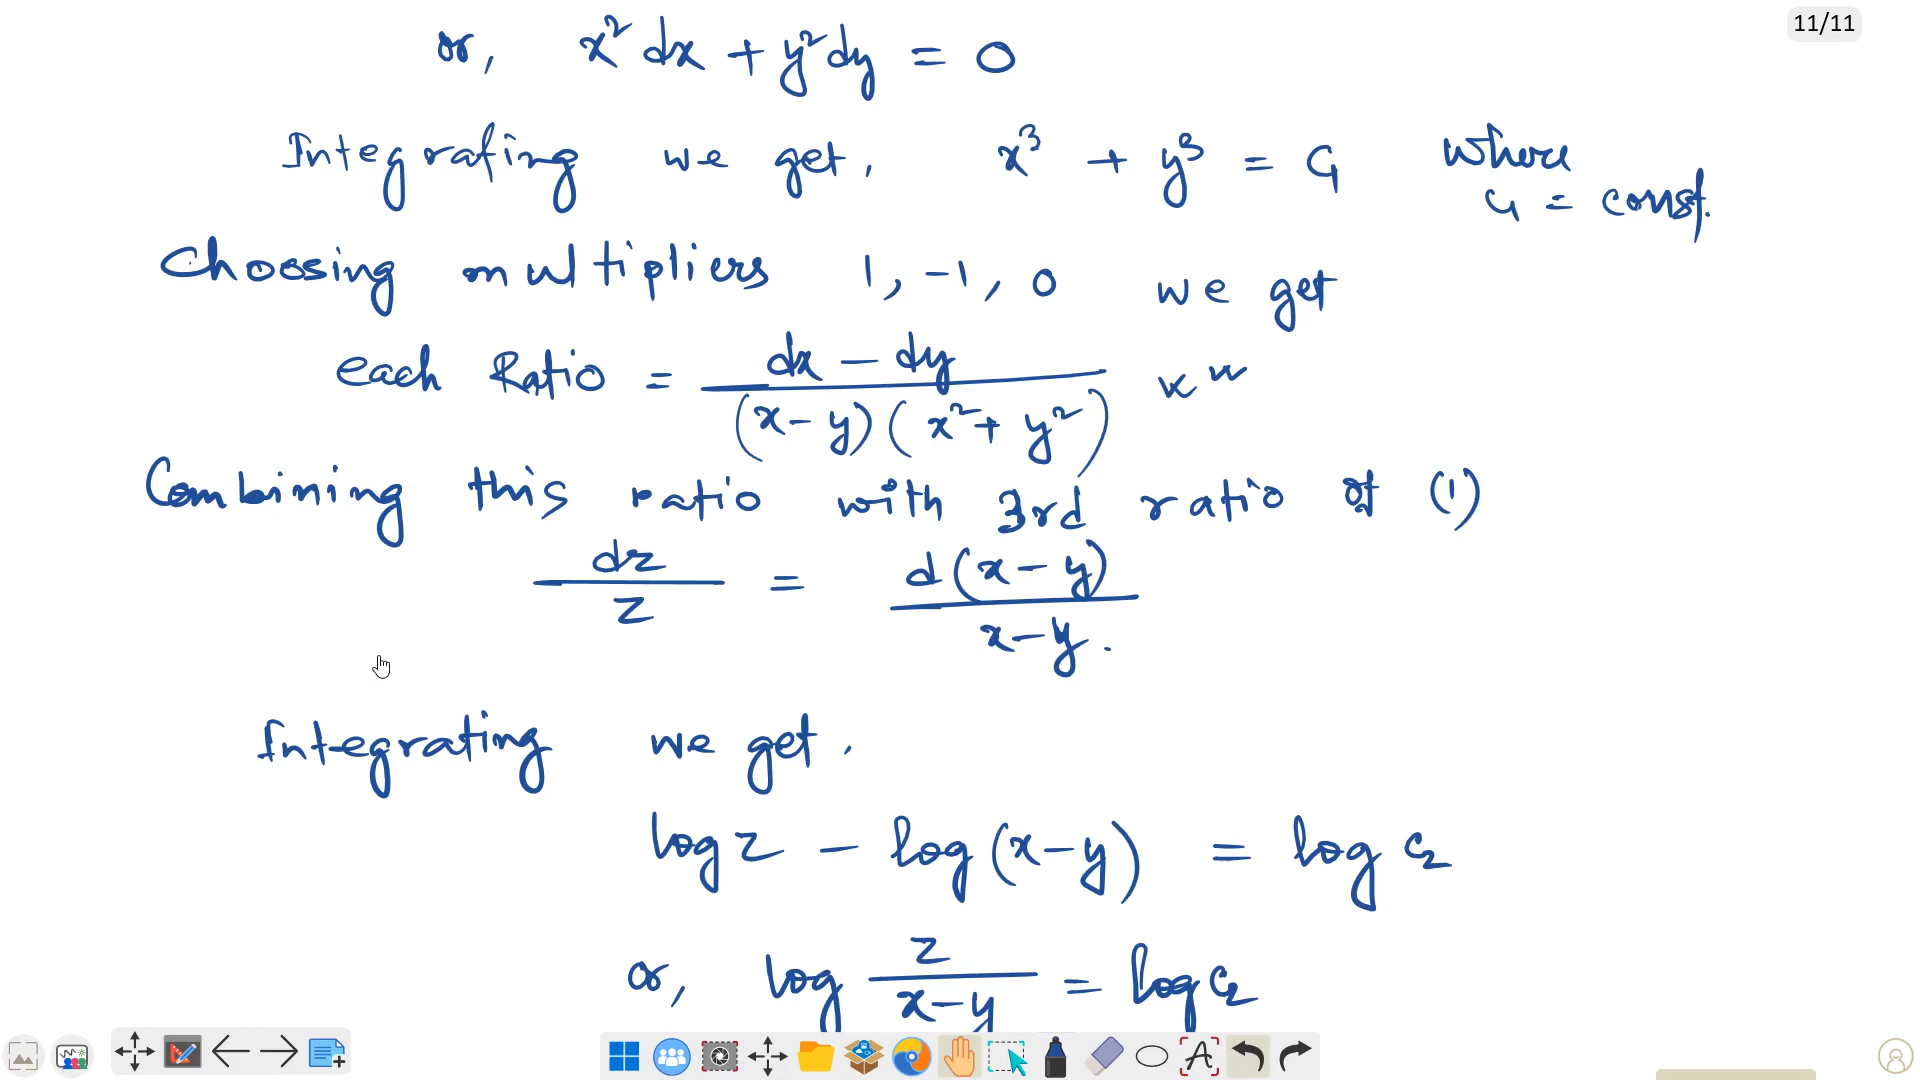 11/11
or, x² dx + y² dy = 0
Integrating we get, x³ + y³ = C₁ where
C₁ = const.
Choosing multipliers 1, -1, 0 we get
each Ratio = (dx - dy) / ((x-y)(x²+y²))
Combining this ratio with 3rd ratio of (1)
dz/z = d(x-y)/(x-y).
Integrating we get,
log z - log(x-y) = log c₂
or, log z/(x-y) = log c₂